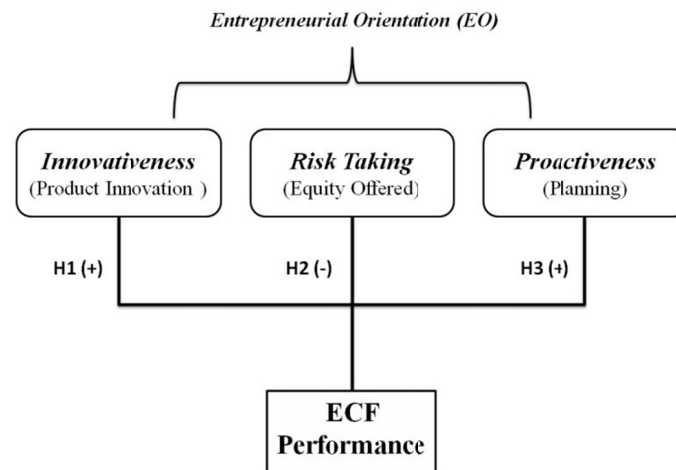 Entrepreneurial Orientation (EO)
Innovativeness
(Product Innovation )
Risk Taking
(Equity Offered)
Proactiveness
(Planning)
H1 (+)
H2 (-)
H3 (+)
ECF
Performance